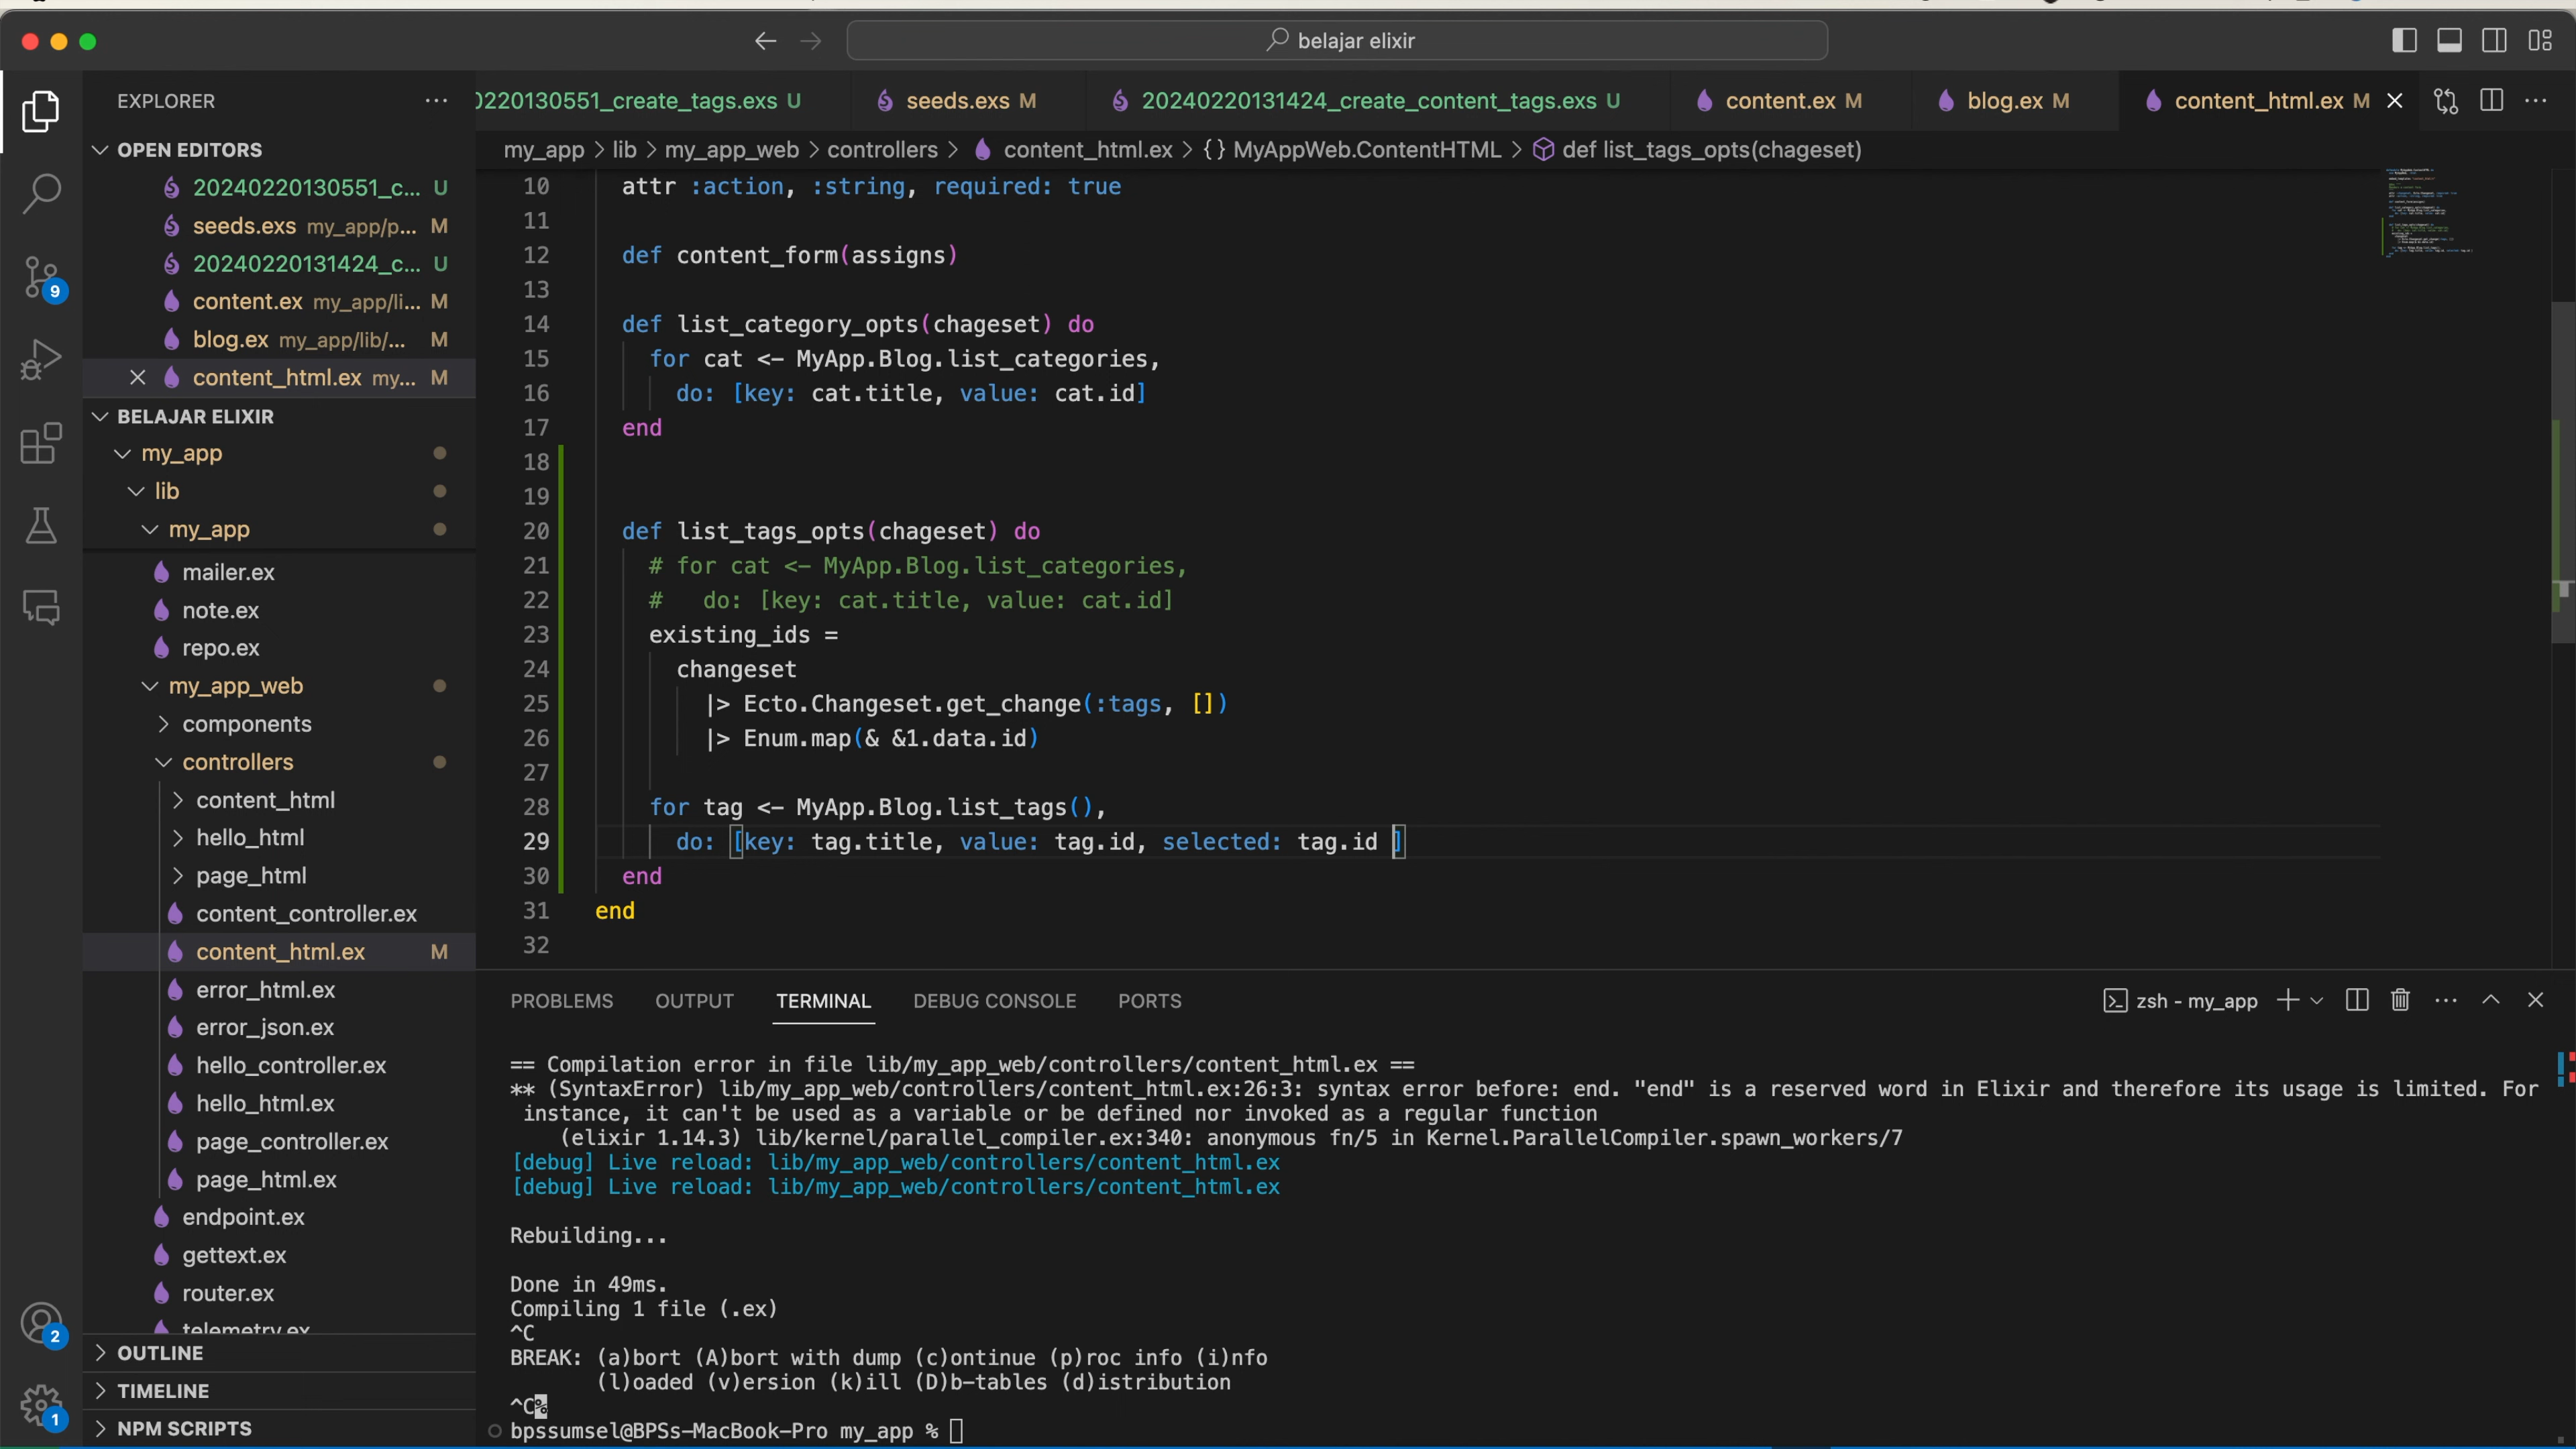 belajar elixir
EXPLORER
0220130551_create_tags.exs U
seeds.exs M
20240220131424_create_content_tags.exs U
content.ex M
blog.ex M
content_html.ex M
my_app > lib > my_app_web > controllers > content_html.ex > {} MyAppWeb.ContentHTML > def list_tags_opts(chageset)
OPEN EDITORS
20240220130551_c... U
seeds.exs my_app/p... M
20240220131424_c... U
content.ex my_app/li... M
blog.ex my_app/lib/... M
content_html.ex my... M
BELAJAR ELIXIR
my_app
lib
my_app
mailer.ex
note.ex
repo.ex
my_app_web
components
controllers
content_html
hello_html
page_html
content_controller.ex
content_html.ex M
error_html.ex
error_json.ex
hello_controller.ex
hello_html.ex
page_controller.ex
page_html.ex
endpoint.ex
gettext.ex
router.ex
telemetry.ex
OUTLINE
TIMELINE
NPM SCRIPTS
9
2
1
10 attr :action, :string, required: true
11
12 def content_form(assigns)
13
14 def list_category_opts(chageset) do
15 for cat <- MyApp.Blog.list_categories,
16 do: [key: cat.title, value: cat.id]
17 end
18
19
20 def list_tags_opts(chageset) do
21 # for cat <- MyApp.Blog.list_categories,
22 #   do: [key: cat.title, value: cat.id]
23 existing_ids =
24 changeset
25 |> Ecto.Changeset.get_change(:tags, [])
26 |> Enum.map(& &1.data.id)
27
28 for tag <- MyApp.Blog.list_tags(),
29 do: [key: tag.title, value: tag.id, selected: tag.id ]
30 end
31 end
32
PROBLEMS OUTPUT TERMINAL DEBUG CONSOLE PORTS
zsh - my_app
== Compilation error in file lib/my_app_web/controllers/content_html.ex ==
** (SyntaxError) lib/my_app_web/controllers/content_html.ex:26:3: syntax error before: end. "end" is a reserved word in Elixir and therefore its usage is limited. For
instance, it can't be used as a variable or be defined nor invoked as a regular function
(elixir 1.14.3) lib/kernel/parallel_compiler.ex:340: anonymous fn/5 in Kernel.ParallelCompiler.spawn_workers/7
[debug] Live reload: lib/my_app_web/controllers/content_html.ex
[debug] Live reload: lib/my_app_web/controllers/content_html.ex
Rebuilding...
Done in 49ms.
Compiling 1 file (.ex)
^C
BREAK: (a)bort (A)bort with dump (c)ontinue (p)roc info (i)nfo
(l)oaded (v)ersion (k)ill (D)b-tables (d)istribution
^C%
bpssumsel@BPSs-MacBook-Pro my_app %